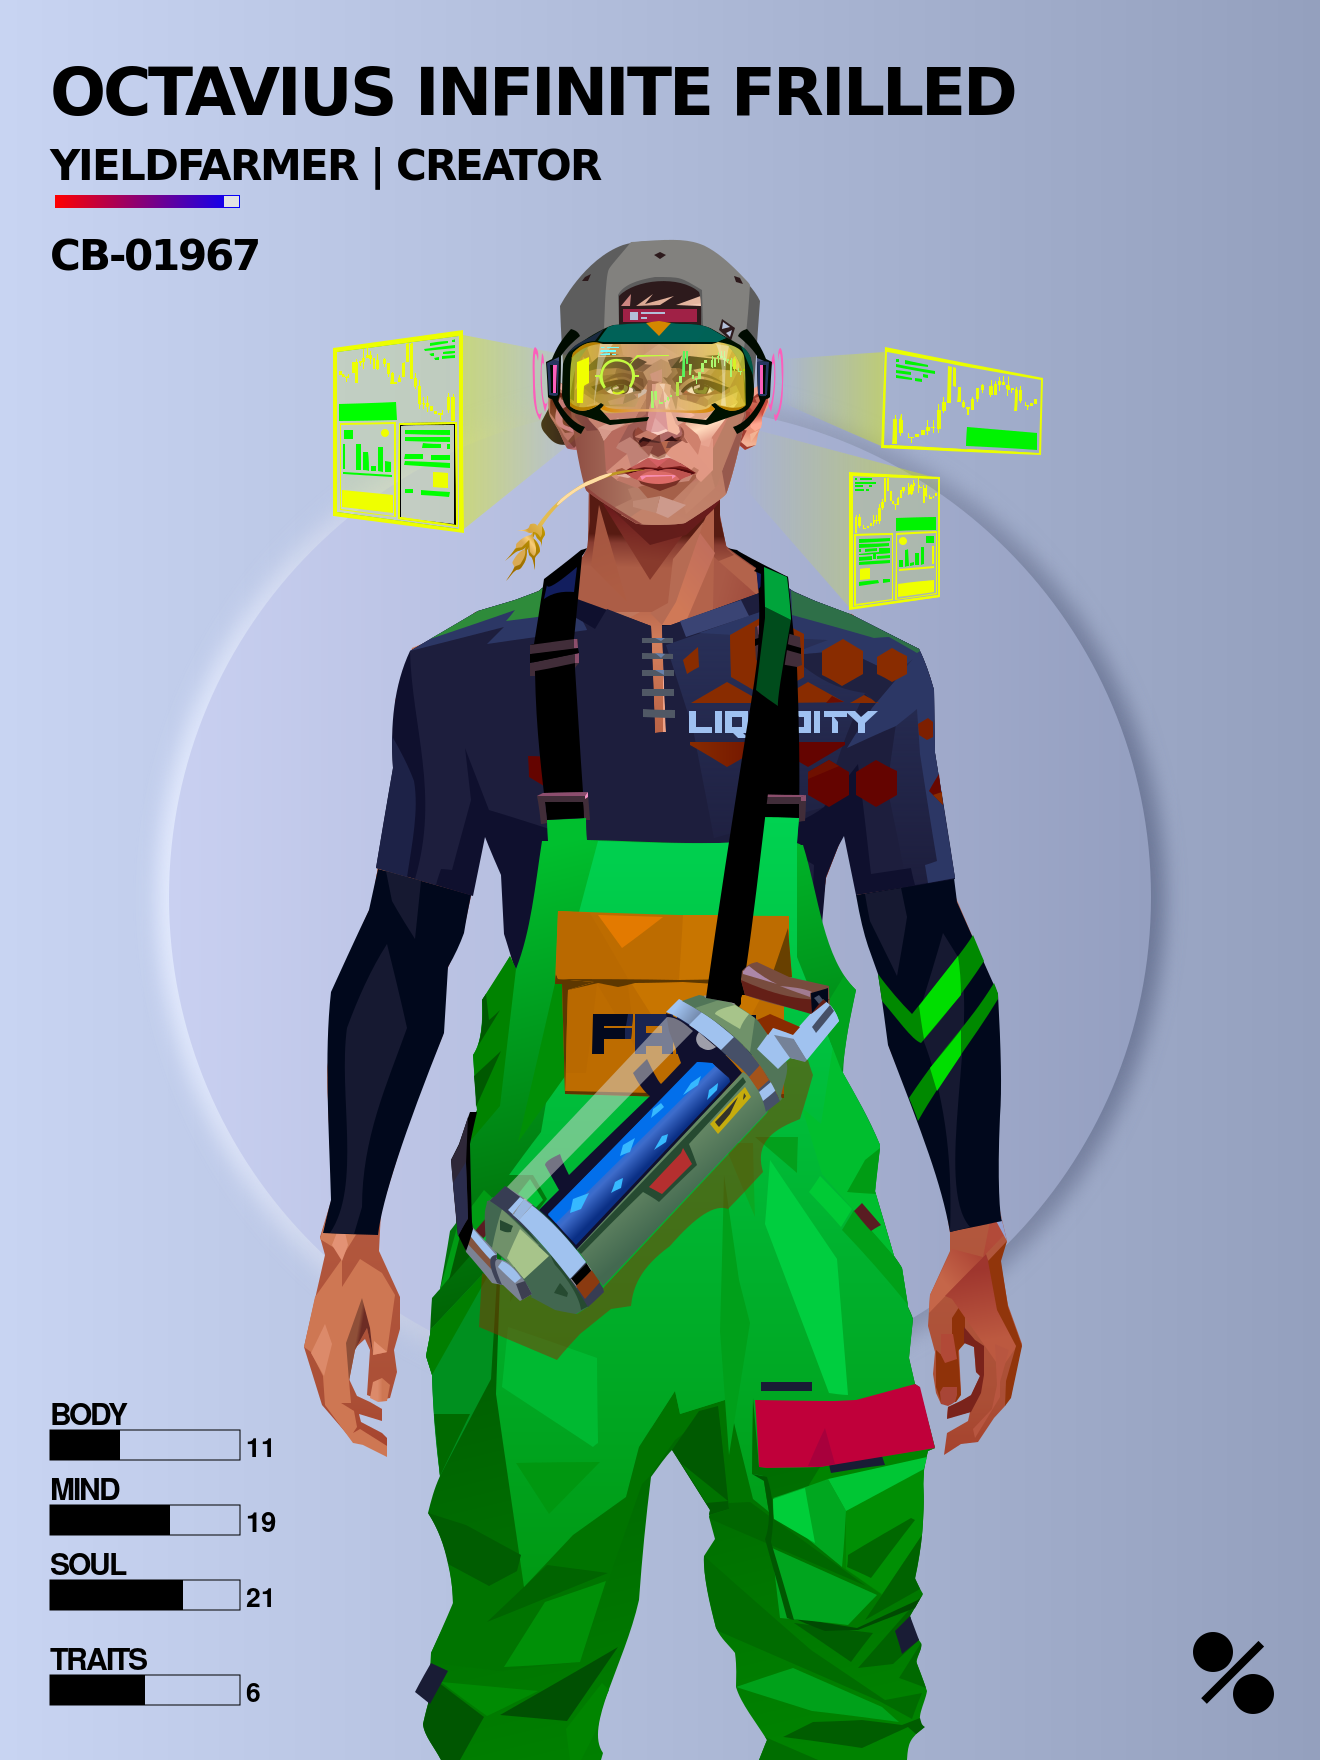 OCTAVIUS INFINITE FRILLED
YIELDFARMER | CREATOR
CB-01967
BODY
11
MIND
19
SOUL
21
TRAITS
6